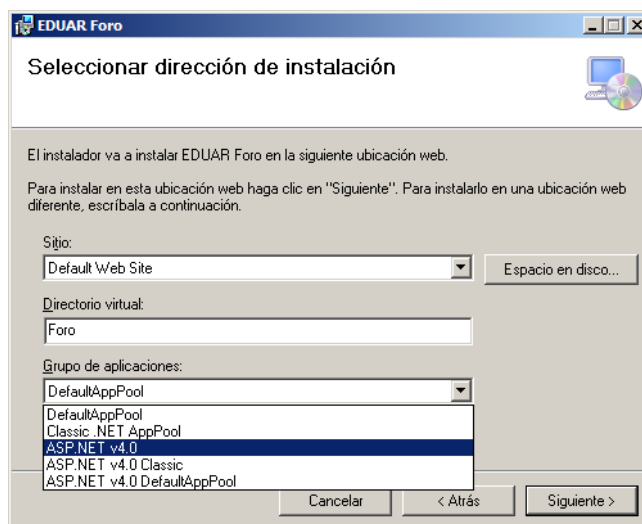 EDUAR Foro
Seleccionar dirección de instalación
El instalador va a instalar EDUAR Foro en la siguiente ubicación web.
Para instalar en esta ubicación web haga clic en "Siguiente". Para instalarlo en una ubicación web
diferente, escríbala a continuación.
Sitio:
Default Web Site
Espacio en disco...
Directorio virtual:
Foro
Grupo de aplicaciones:
DefaultAppPool
DefaultAppPool
Classic .NET AppPool
ASP.NET v4.0
ASP.NET v4.0 Classic
ASP.NET v4.0 DefaultAppPool
Cancelar
< Atrás
Siguiente >